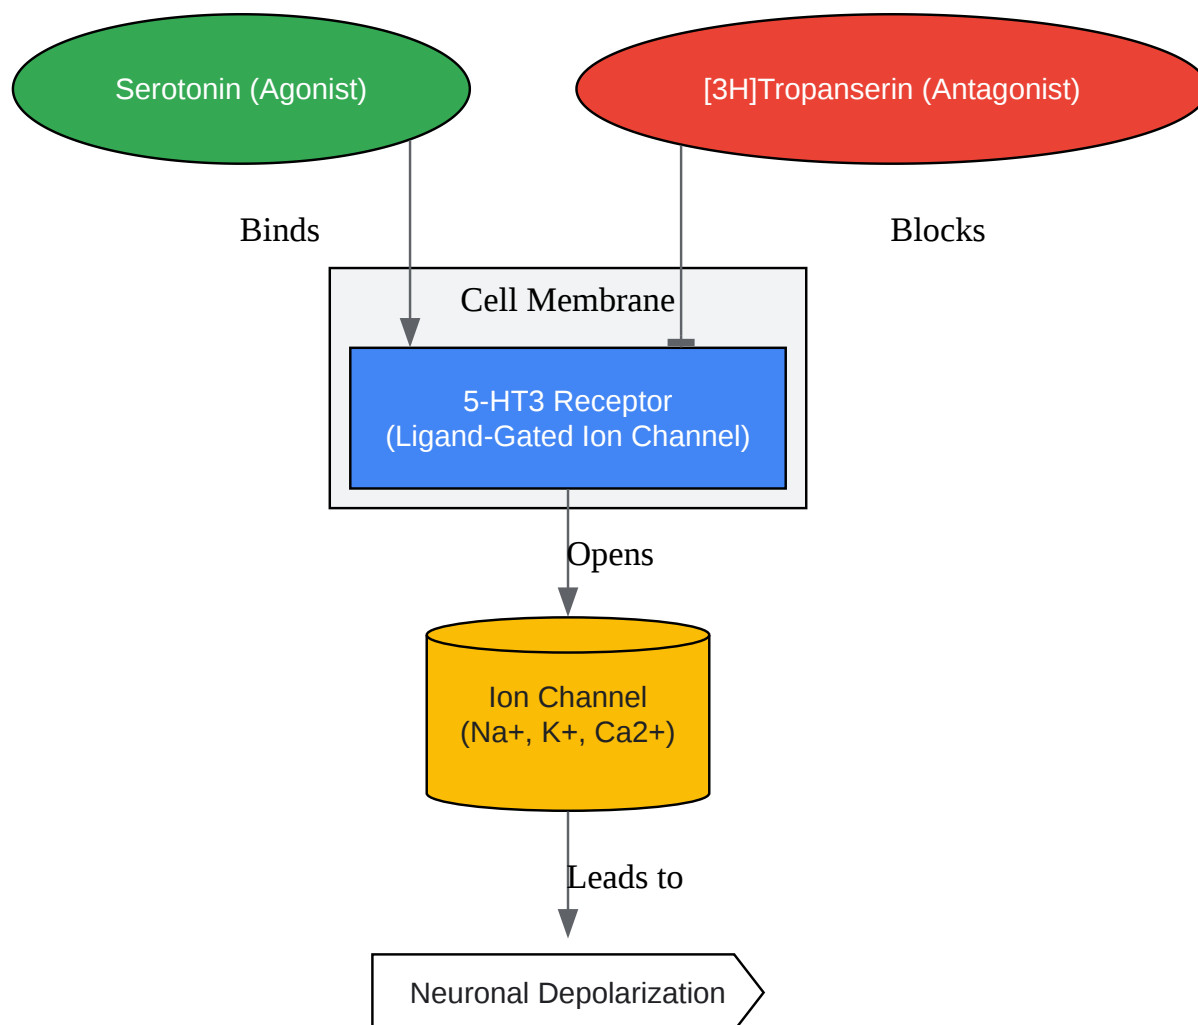 Serotonin (Agonist)
[3H]Tropanserin (Antagonist)
Binds
Blocks
Cell Membrane
5-HT3 Receptor
(Ligand-Gated Ion Channel)
Opens
Ion Channel
(Na+, K+, Ca2+)
Leads to
Neuronal Depolarization